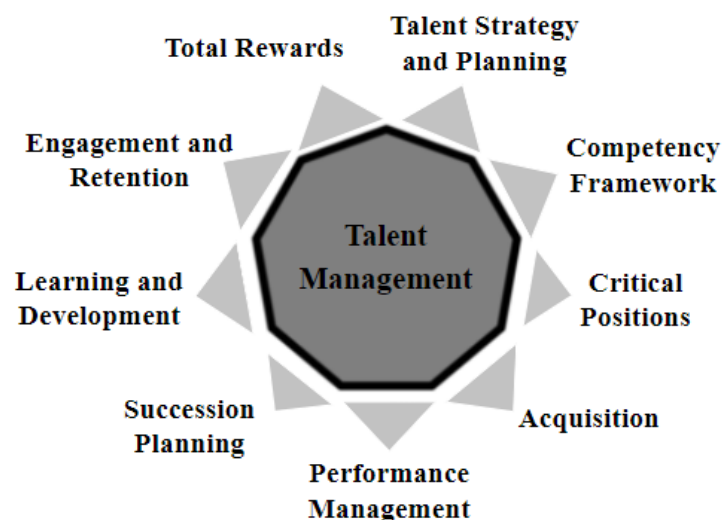 Total Rewards
Talent Strategy
and Planning
Engagement and
Retention
Competency
Framework
Talent
Management
Learning and
Development
Critical
Positions
Succession
Planning
Acquisition
Performance
Management